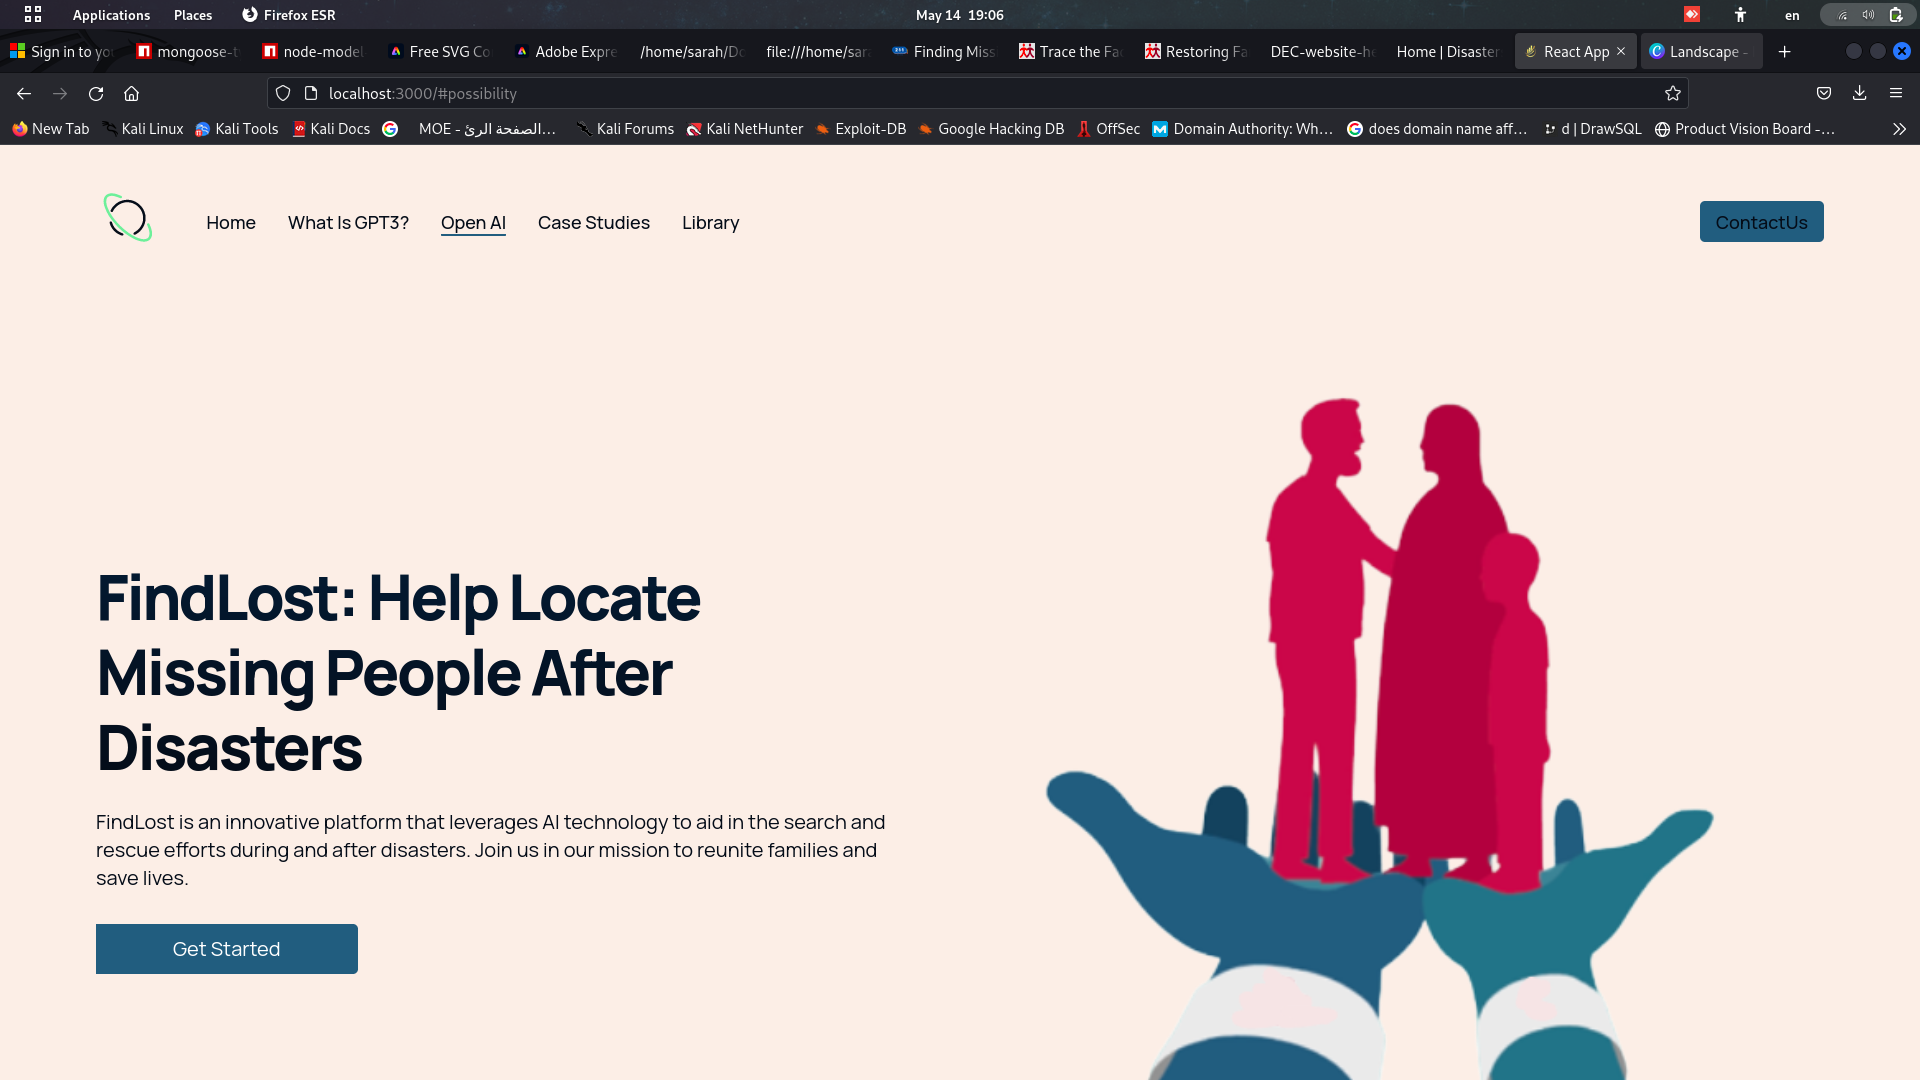 Applications Places Firefox ESR May 14 19:06 en
Sign in to yo mongoose-t node-model Free SVG Co Adobe Expre /home/sarah/Do file:///home/sara Finding Miss Trace the Fa Restoring Fa DEC-website-he Home | Disaster React App Landscape -
localhost:3000/#possibility
New Tab Kali Linux Kali Tools Kali Docs MOE - الصفحة الرئ... Kali Forums Kali NetHunter Exploit-DB Google Hacking DB OffSec Domain Authority: Wh... does domain name aff... d | DrawSQL Product Vision Board -...
Home What Is GPT3? Open AI Case Studies Library ContactUs
FindLost: Help Locate
Missing People After
Disasters
FindLost is an innovative platform that leverages AI technology to aid in the search and
rescue efforts during and after disasters. Join us in our mission to reunite families and
save lives.
Get Started